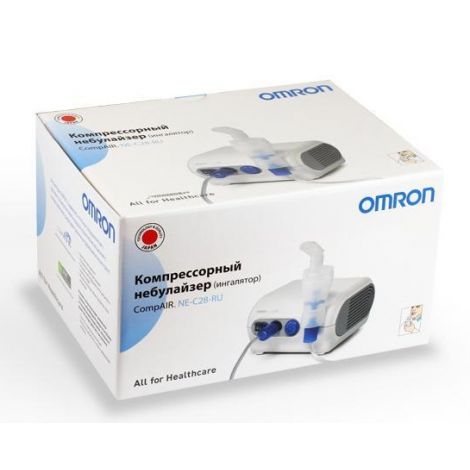 OMRON
Компрессорный
небулайзер (ингалятор)
CompAIR. NE-C28-RU
All for Healthcare
OMRON
JAPAN
Компрессорный
небулайзер (ингалятор)
CompAIR. NE-C28-RU
All for Healthcare